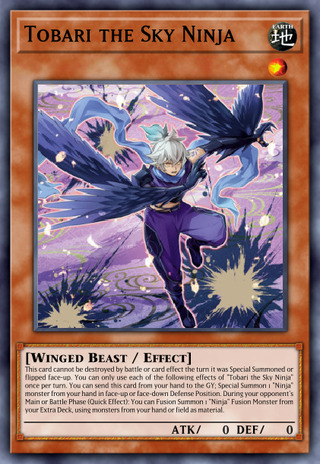 Tobari the Sky Ninja
EARTH
地
[Winged Beast / Effect]
This card cannot be destroyed by battle or card effect the turn it was Special Summoned or
flipped face-up. You can only use each of the following effects of "Tobari the Sky Ninja"
once per turn. You can send this card from your hand to the GY; Special Summon 1 "Ninja"
monster from your hand in face-up or face-down Defense Position. During your opponent's
Main or Battle Phase (Quick Effect): You can Fusion Summon 1 "Ninja" Fusion Monster from
your Extra Deck, using monsters from your hand or field as material.
ATK/ 0 DEF/ 0